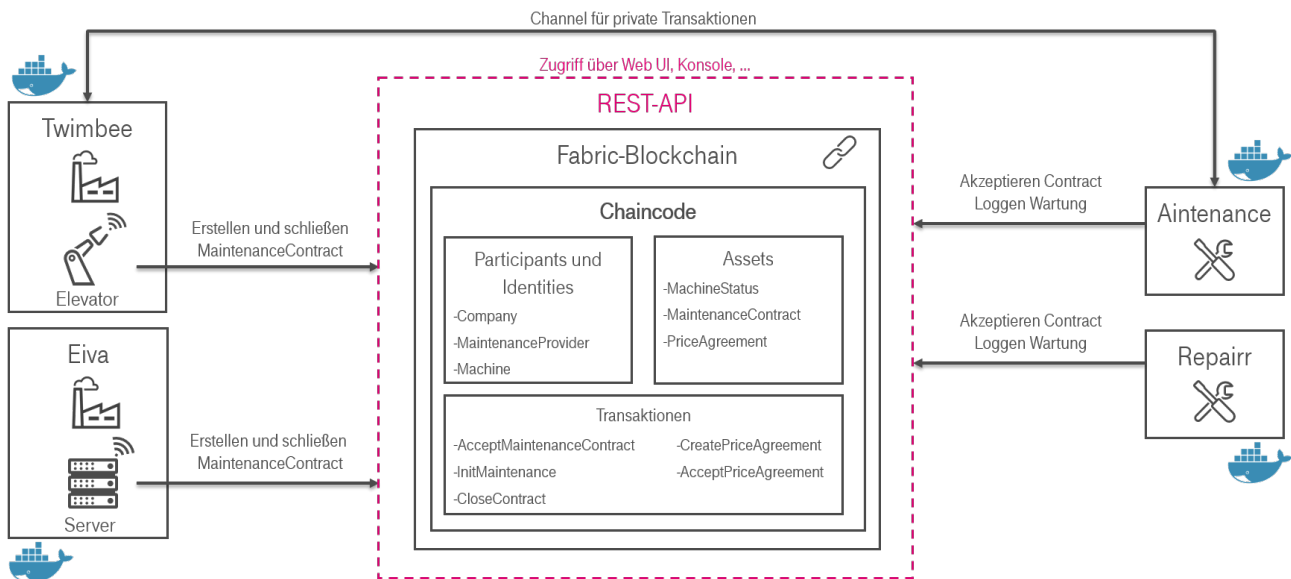 Channel für private Transaktionen
Zugriff über Web UI, Konsole, ...
REST-API
Twimbee
Elevator
Erstellen und schließen
MaintenanceContract
Eiva
Server
Erstellen und schließen
MaintenanceContract
Fabric-Blockchain
Chaincode
Participants und
Identities
-Company
-MaintenanceProvider
-Machine
Assets
-MachineStatus
-MaintenanceContract
-PriceAgreement
Transaktionen
-AcceptMaintenanceContract
-InitMaintenance
-CloseContract
-CreatePriceAgreement
-AcceptPriceAgreement
Akzeptieren Contract
Loggen Wartung
Aintenance
Akzeptieren Contract
Loggen Wartung
Repairr